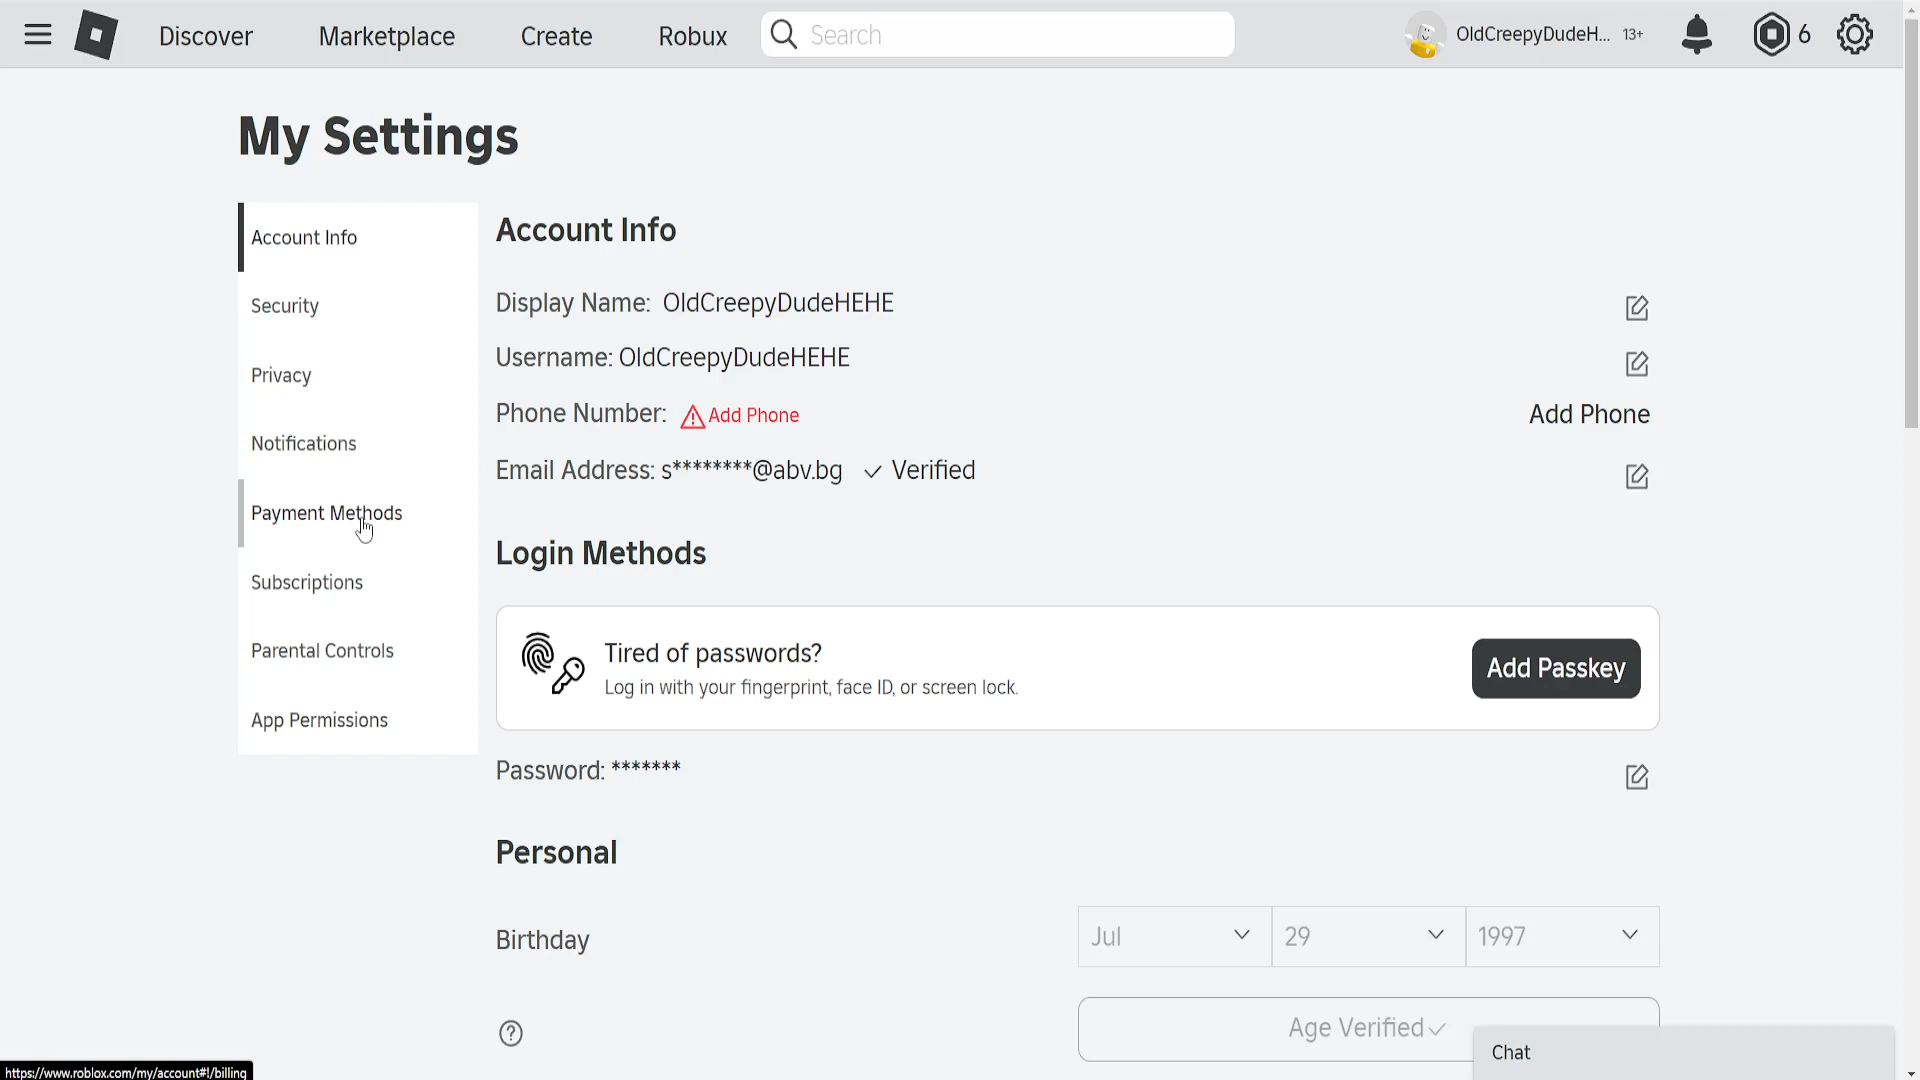 Discover Marketplace Create Robux Search OldCreepyDudeH... 13+ 6
My Settings
Account Info
Security
Privacy
Notifications
Payment Methods
Subscriptions
Parental Controls
App Permissions
Account Info
Display Name: OldCreepyDudeHEHE
Username: OldCreepyDudeHEHE
Phone Number: Add Phone Add Phone
Email Address: s********@abv.bg Verified
Login Methods
Tired of passwords?
Log in with your fingerprint, face ID, or screen lock.
Add Passkey
Password: *******
Personal
Birthday Jul 29 1997
Age Verified
Chat
https://www.roblox.com/my/account#!/billing